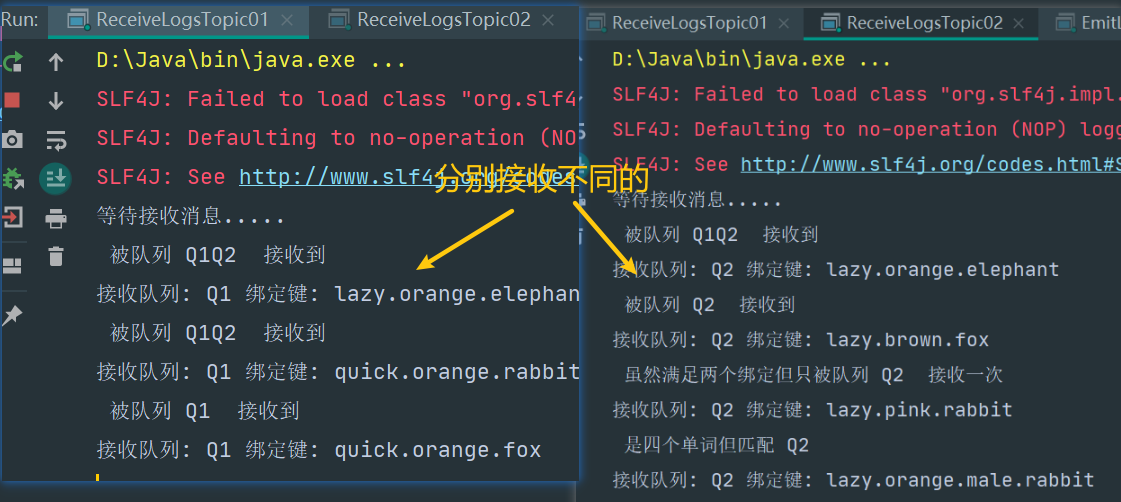 Run: ReceiveLogsTopic01 × ReceiveLogsTopic02 ×
D:\Java\bin\java.exe ...
SLF4J: Failed to load class "org.slf4
SLF4J: Defaulting to no-operation (NOP
SLF4J: See http://www.slf4j.org/codes
等待接收消息.....
被队列 Q1Q2 接收到
接收队列: Q1 绑定键: lazy.orange.elephan
被队列 Q1Q2 接收到
接收队列: Q1 绑定键: quick.orange.rabbit
被队列 Q1 接收到
接收队列: Q1 绑定键: quick.orange.fox
分别接收不同的
ReceiveLogsTopic01 × ReceiveLogsTopic02 × EmitL
D:\Java\bin\java.exe ...
SLF4J: Failed to load class "org.slf4j.impl.
SLF4J: Defaulting to no-operation (NOP) logg
SLF4J: See http://www.slf4j.org/codes.html#S
等待接收消息.....
被队列 Q1Q2 接收到
接收队列: Q2 绑定键: lazy.orange.elephant
被队列 Q2 接收到
接收队列: Q2 绑定键: lazy.brown.fox
虽然满足两个绑定但只被队列 Q2 接收一次
接收队列: Q2 绑定键: lazy.pink.rabbit
是四个单词但匹配 Q2
接收队列: Q2 绑定键: lazy.orange.male.rabbit